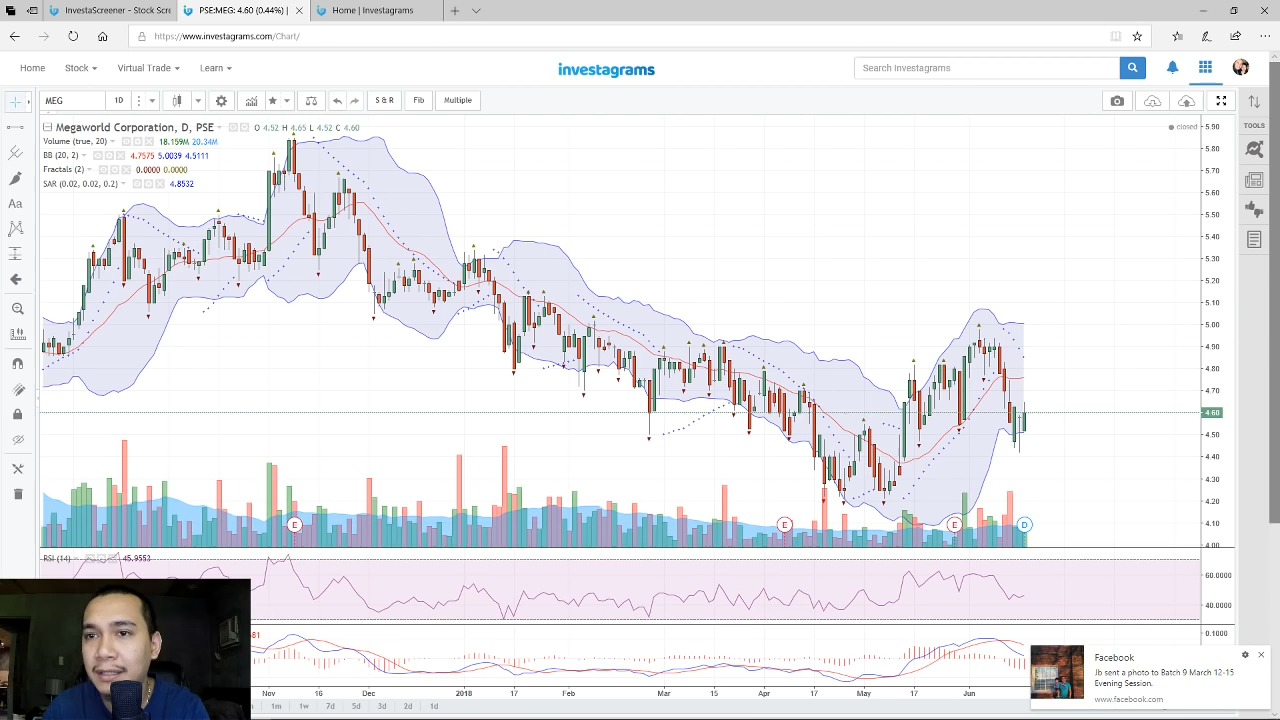 InvestaScreener - Stock Scre
PSE:MEG: 4.60 (0.44%) |
Home | Investagrams
https://www.investagrams.com/Chart/
Home
Stock
Virtual Trade
Learn
investagrams
Search Investagrams
MEG
1D
S & R
Fib
Multiple
Megaworld Corporation, D, PSE
O 4.52 H 4.65 L 4.52 C 4.60
closed
TOOLS
Volume (true, 20)
18.159M 20.34M
BB (20, 2)
4.7575 5.0039 4.5111
Fractals (2)
0.0000 0.0000
SAR (0.02, 0.02, 0.2)
4.8532
Aa
5.90
5.80
5.70
5.60
5.50
5.40
5.30
5.20
5.10
5.00
4.90
4.80
4.70
4.60
4.50
4.40
4.30
4.20
4.10
4.00
E
E
E
D
RSI (14)
45.9553
60.0000
40.0000
81
0.1000
Nov
16
Dec
2018
17
Feb
Mar
15
Apr
17
May
17
Jun
1m
1w
7d
5d
3d
2d
1d
Facebook
Jb sent a photo to Batch 9 March 12-15
Evening Session.
www.facebook.com